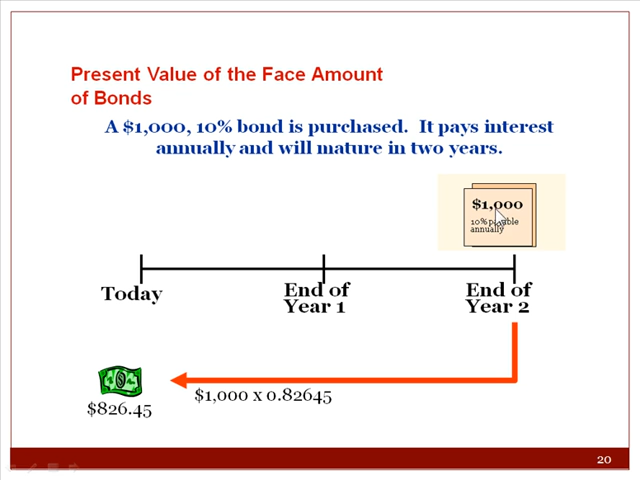 Present Value of the Face Amount
of Bonds
A $1,000, 10% bond is purchased. It pays interest
annually and will mature in two years.
$1,000
10% payable
annually
Today
End of
Year 1
End of
Year 2
$1,000 x 0.82645
$826.45
20